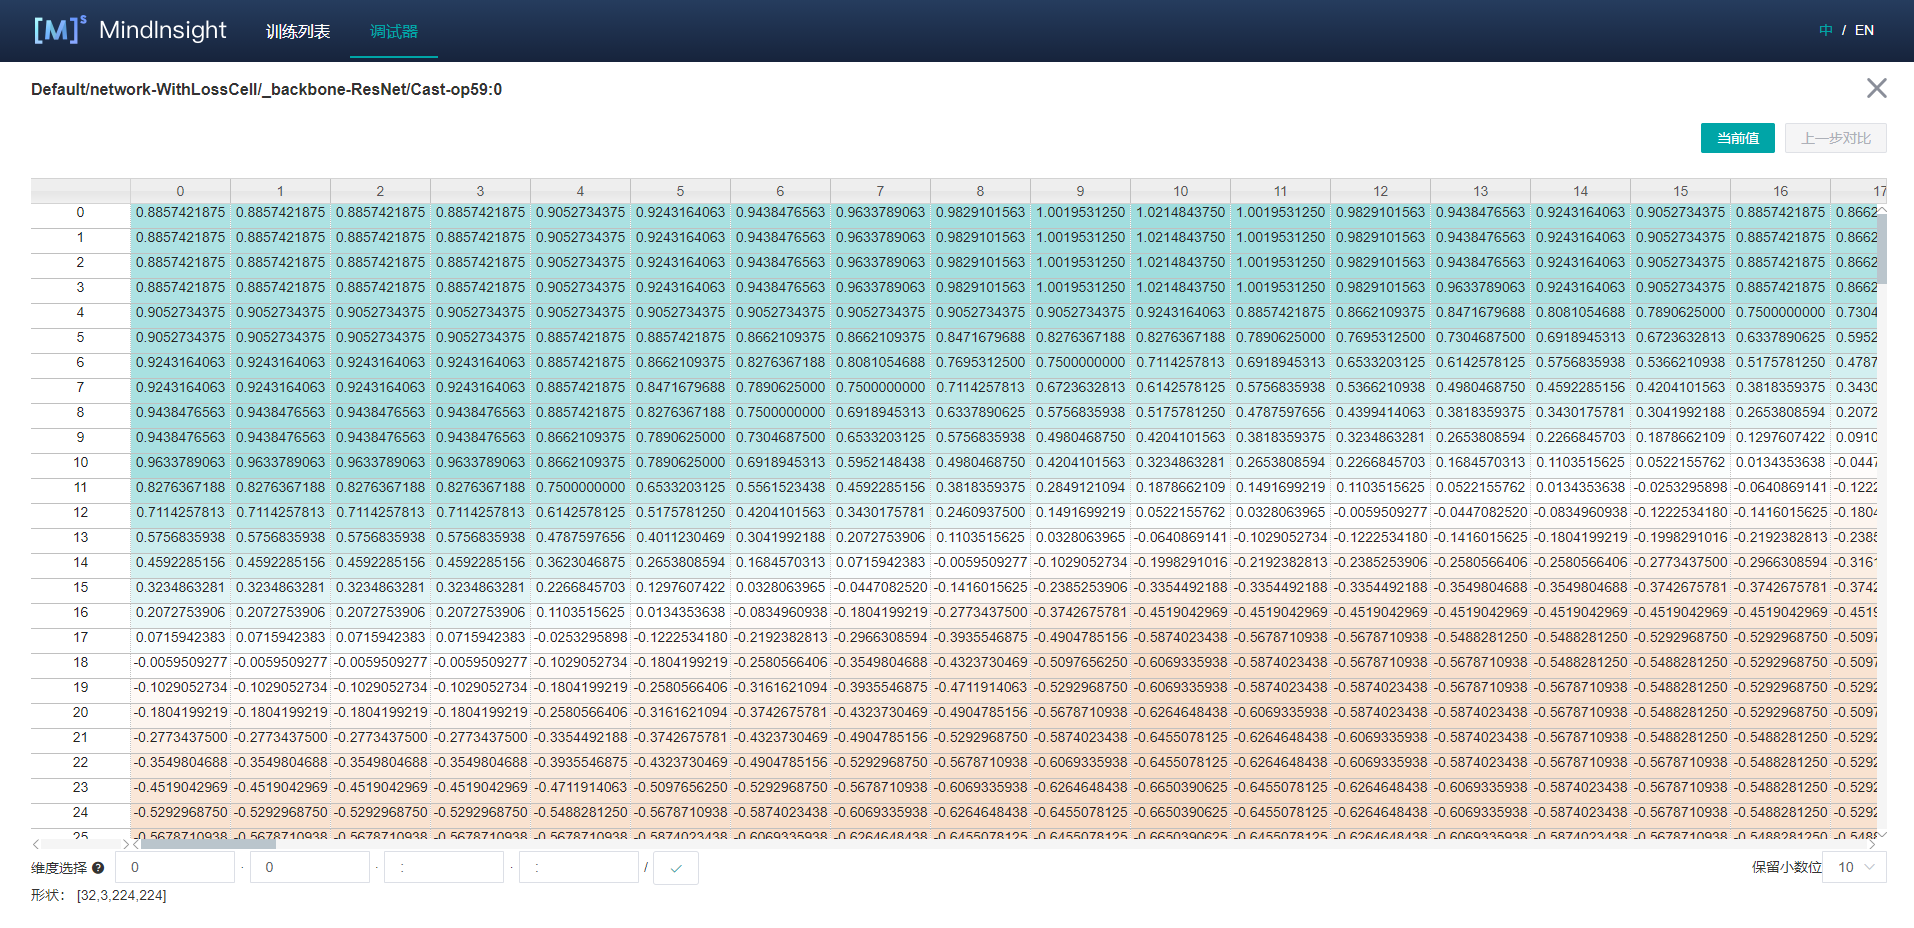 [M]s MindInsight 训练列表 调试器 中 / EN
Default/network-WithLossCell/_backbone-ResNet/Cast-op59:0
当前值 上一步对比
0 1 2 3 4 5 6 7 8 9 10 11 12 13 14 15 16 17
0 0.8857421875 0.8857421875 0.8857421875 0.8857421875 0.9052734375 0.9243164063 0.9438476563 0.9633789063 0.9829101563 1.0019531250 1.0214843750 1.0019531250 0.9829101563 0.9438476563 0.9243164063 0.9052734375 0.8857421875 0.8662
1 0.8857421875 0.8857421875 0.8857421875 0.8857421875 0.9052734375 0.9243164063 0.9438476563 0.9633789063 0.9829101563 1.0019531250 1.0214843750 1.0019531250 0.9829101563 0.9438476563 0.9243164063 0.9052734375 0.8857421875 0.8662
2 0.8857421875 0.8857421875 0.8857421875 0.8857421875 0.9052734375 0.9243164063 0.9438476563 0.9633789063 0.9829101563 1.0019531250 1.0214843750 1.0019531250 0.9829101563 0.9438476563 0.9243164063 0.9052734375 0.8857421875 0.8662
3 0.8857421875 0.8857421875 0.8857421875 0.8857421875 0.9052734375 0.9243164063 0.9438476563 0.9633789063 0.9829101563 1.0019531250 1.0214843750 1.0019531250 0.9829101563 0.9633789063 0.9243164063 0.9052734375 0.8857421875 0.8662
4 0.9052734375 0.9052734375 0.9052734375 0.9052734375 0.9052734375 0.9052734375 0.9052734375 0.9052734375 0.9052734375 0.9052734375 0.9243164063 0.8857421875 0.8662109375 0.8471679688 0.8081054688 0.7890625000 0.7500000000 0.7304
5 0.9052734375 0.9052734375 0.9052734375 0.9052734375 0.8857421875 0.8857421875 0.8662109375 0.8662109375 0.8471679688 0.8276367188 0.8276367188 0.7890625000 0.7695312500 0.7304687500 0.6918945313 0.6723632813 0.6337890625 0.5952
6 0.9243164063 0.9243164063 0.9243164063 0.9243164063 0.8857421875 0.8662109375 0.8276367188 0.8081054688 0.7695312500 0.7500000000 0.7114257813 0.6918945313 0.6533203125 0.6142578125 0.5756835938 0.5366210938 0.5175781250 0.4787
7 0.9243164063 0.9243164063 0.9243164063 0.9243164063 0.8857421875 0.8471679688 0.7890625000 0.7500000000 0.7114257813 0.6723632813 0.6142578125 0.5756835938 0.5366210938 0.4980468750 0.4592285156 0.4204101563 0.3818359375 0.3430
8 0.9438476563 0.9438476563 0.9438476563 0.9438476563 0.8857421875 0.8276367188 0.7500000000 0.6918945313 0.6337890625 0.5756835938 0.5175781250 0.4787597656 0.4399414063 0.3818359375 0.3430175781 0.3041992188 0.2653808594 0.2072
9 0.9438476563 0.9438476563 0.9438476563 0.9438476563 0.8662109375 0.7890625000 0.7304687500 0.6533203125 0.5756835938 0.4980468750 0.4204101563 0.3818359375 0.3234863281 0.2653808594 0.2266845703 0.1878662109 0.1297607422 0.0910
10 0.9633789063 0.9633789063 0.9633789063 0.9633789063 0.8662109375 0.7890625000 0.6918945313 0.5952148438 0.4980468750 0.4204101563 0.3234863281 0.2653808594 0.2266845703 0.1684570313 0.1103515625 0.0522155762 0.0134353638 -0.0447
11 0.8276367188 0.8276367188 0.8276367188 0.8276367188 0.7500000000 0.6533203125 0.5561523438 0.4592285156 0.3818359375 0.2849121094 0.1878662109 0.1491699219 0.1103515625 0.0522155762 0.0134353638 -0.0253295898 -0.0640869141 -0.1222
12 0.7114257813 0.7114257813 0.7114257813 0.7114257813 0.6142578125 0.5175781250 0.4204101563 0.3430175781 0.2460937500 0.1491699219 0.0522155762 0.0328063965 -0.0059509277 -0.0447082520 -0.0834960938 -0.1222534180 -0.1416015625 -0.1804
13 0.5756835938 0.5756835938 0.5756835938 0.5756835938 0.4787597656 0.4011230469 0.3041992188 0.2072753906 0.1103515625 0.0328063965 -0.0640869141 -0.1029052734 -0.1222534180 -0.1416015625 -0.1804199219 -0.1998291016 -0.2192382813 -0.2385
14 0.4592285156 0.4592285156 0.4592285156 0.4592285156 0.3623046875 0.2653808594 0.1684570313 0.0715942383 -0.0059509277 -0.1029052734 -0.1998291016 -0.2192382813 -0.2385253906 -0.2580566406 -0.2580566406 -0.2773437500 -0.2966308594 -0.3161
15 0.3234863281 0.3234863281 0.3234863281 0.3234863281 0.2266845703 0.1297607422 0.0328063965 -0.0447082520 -0.1416015625 -0.2385253906 -0.3354492188 -0.3354492188 -0.3354492188 -0.3549804688 -0.3549804688 -0.3742675781 -0.3742675781 -0.3742
16 0.2072753906 0.2072753906 0.2072753906 0.2072753906 0.1103515625 0.0134353638 -0.0834960938 -0.1804199219 -0.2773437500 -0.3742675781 -0.4519042969 -0.4519042969 -0.4519042969 -0.4519042969 -0.4519042969 -0.4519042969 -0.4519042969 -0.4519
17 0.0715942383 0.0715942383 0.0715942383 0.0715942383 -0.0253295898 -0.1222534180 -0.2192382813 -0.2966308594 -0.3935546875 -0.4904785156 -0.5874023438 -0.5678710938 -0.5678710938 -0.5488281250 -0.5488281250 -0.5292968750 -0.5292968750 -0.5097
18 -0.0059509277 -0.0059509277 -0.0059509277 -0.0059509277 -0.1029052734 -0.1804199219 -0.2580566406 -0.3549804688 -0.4323730469 -0.5097656250 -0.6069335938 -0.5874023438 -0.5678710938 -0.5678710938 -0.5488281250 -0.5488281250 -0.5292968750 -0.5097
19 -0.1029052734 -0.1029052734 -0.1029052734 -0.1029052734 -0.1804199219 -0.2580566406 -0.3161621094 -0.3935546875 -0.4711914063 -0.5292968750 -0.6069335938 -0.5874023438 -0.5874023438 -0.5678710938 -0.5678710938 -0.5488281250 -0.5292968750 -0.5292
20 -0.1804199219 -0.1804199219 -0.1804199219 -0.1804199219 -0.2580566406 -0.3161621094 -0.3742675781 -0.4323730469 -0.4904785156 -0.5678710938 -0.6264648438 -0.6069335938 -0.5874023438 -0.5874023438 -0.5678710938 -0.5488281250 -0.5292968750 -0.5097
21 -0.2773437500 -0.2773437500 -0.2773437500 -0.2773437500 -0.3354492188 -0.3742675781 -0.4323730469 -0.4904785156 -0.5292968750 -0.5874023438 -0.6455078125 -0.6264648438 -0.6069335938 -0.5874023438 -0.5678710938 -0.5488281250 -0.5488281250 -0.5292
22 -0.3549804688 -0.3549804688 -0.3549804688 -0.3549804688 -0.3935546875 -0.4323730469 -0.4904785156 -0.5292968750 -0.5678710938 -0.6069335938 -0.6455078125 -0.6264648438 -0.6069335938 -0.5874023438 -0.5678710938 -0.5678710938 -0.5488281250 -0.5292
23 -0.4519042969 -0.4519042969 -0.4519042969 -0.4519042969 -0.4711914063 -0.5097656250 -0.5292968750 -0.5678710938 -0.6069335938 -0.6264648438 -0.6650390625 -0.6455078125 -0.6264648438 -0.6069335938 -0.5874023438 -0.5678710938 -0.5488281250 -0.5292
24 -0.5292968750 -0.5292968750 -0.5292968750 -0.5292968750 -0.5488281250 -0.5678710938 -0.5874023438 -0.6069335938 -0.6264648438 -0.6455078125 -0.6650390625 -0.6455078125 -0.6264648438 -0.6069335938 -0.5874023438 -0.5678710938 -0.5488281250 -0.5292
25 -0.5678710938 -0.5678710938 -0.5678710938 -0.5678710938 -0.5874023438 -0.6069335938 -0.6264648438 -0.6264648438 -0.6455078125 -0.6650390625 -0.6650390625 -0.6455078125 -0.6264648438 -0.6069335938 -0.5874023438 -0.5678710938 -0.5488281250 -0.548
维度选择 ? 0 · 0 · : · : / 保留小数位 10
形状： [32,3,224,224]